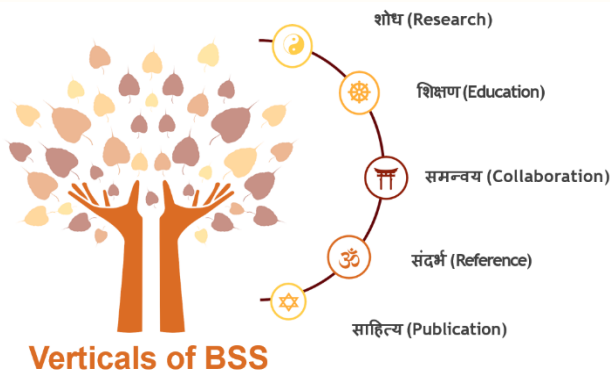 शोध (Research)
शिक्षण (Education)
समन्वय (Collaboration)
संदर्भ (Reference)
साहित्य (Publication)
Verticals of BSS